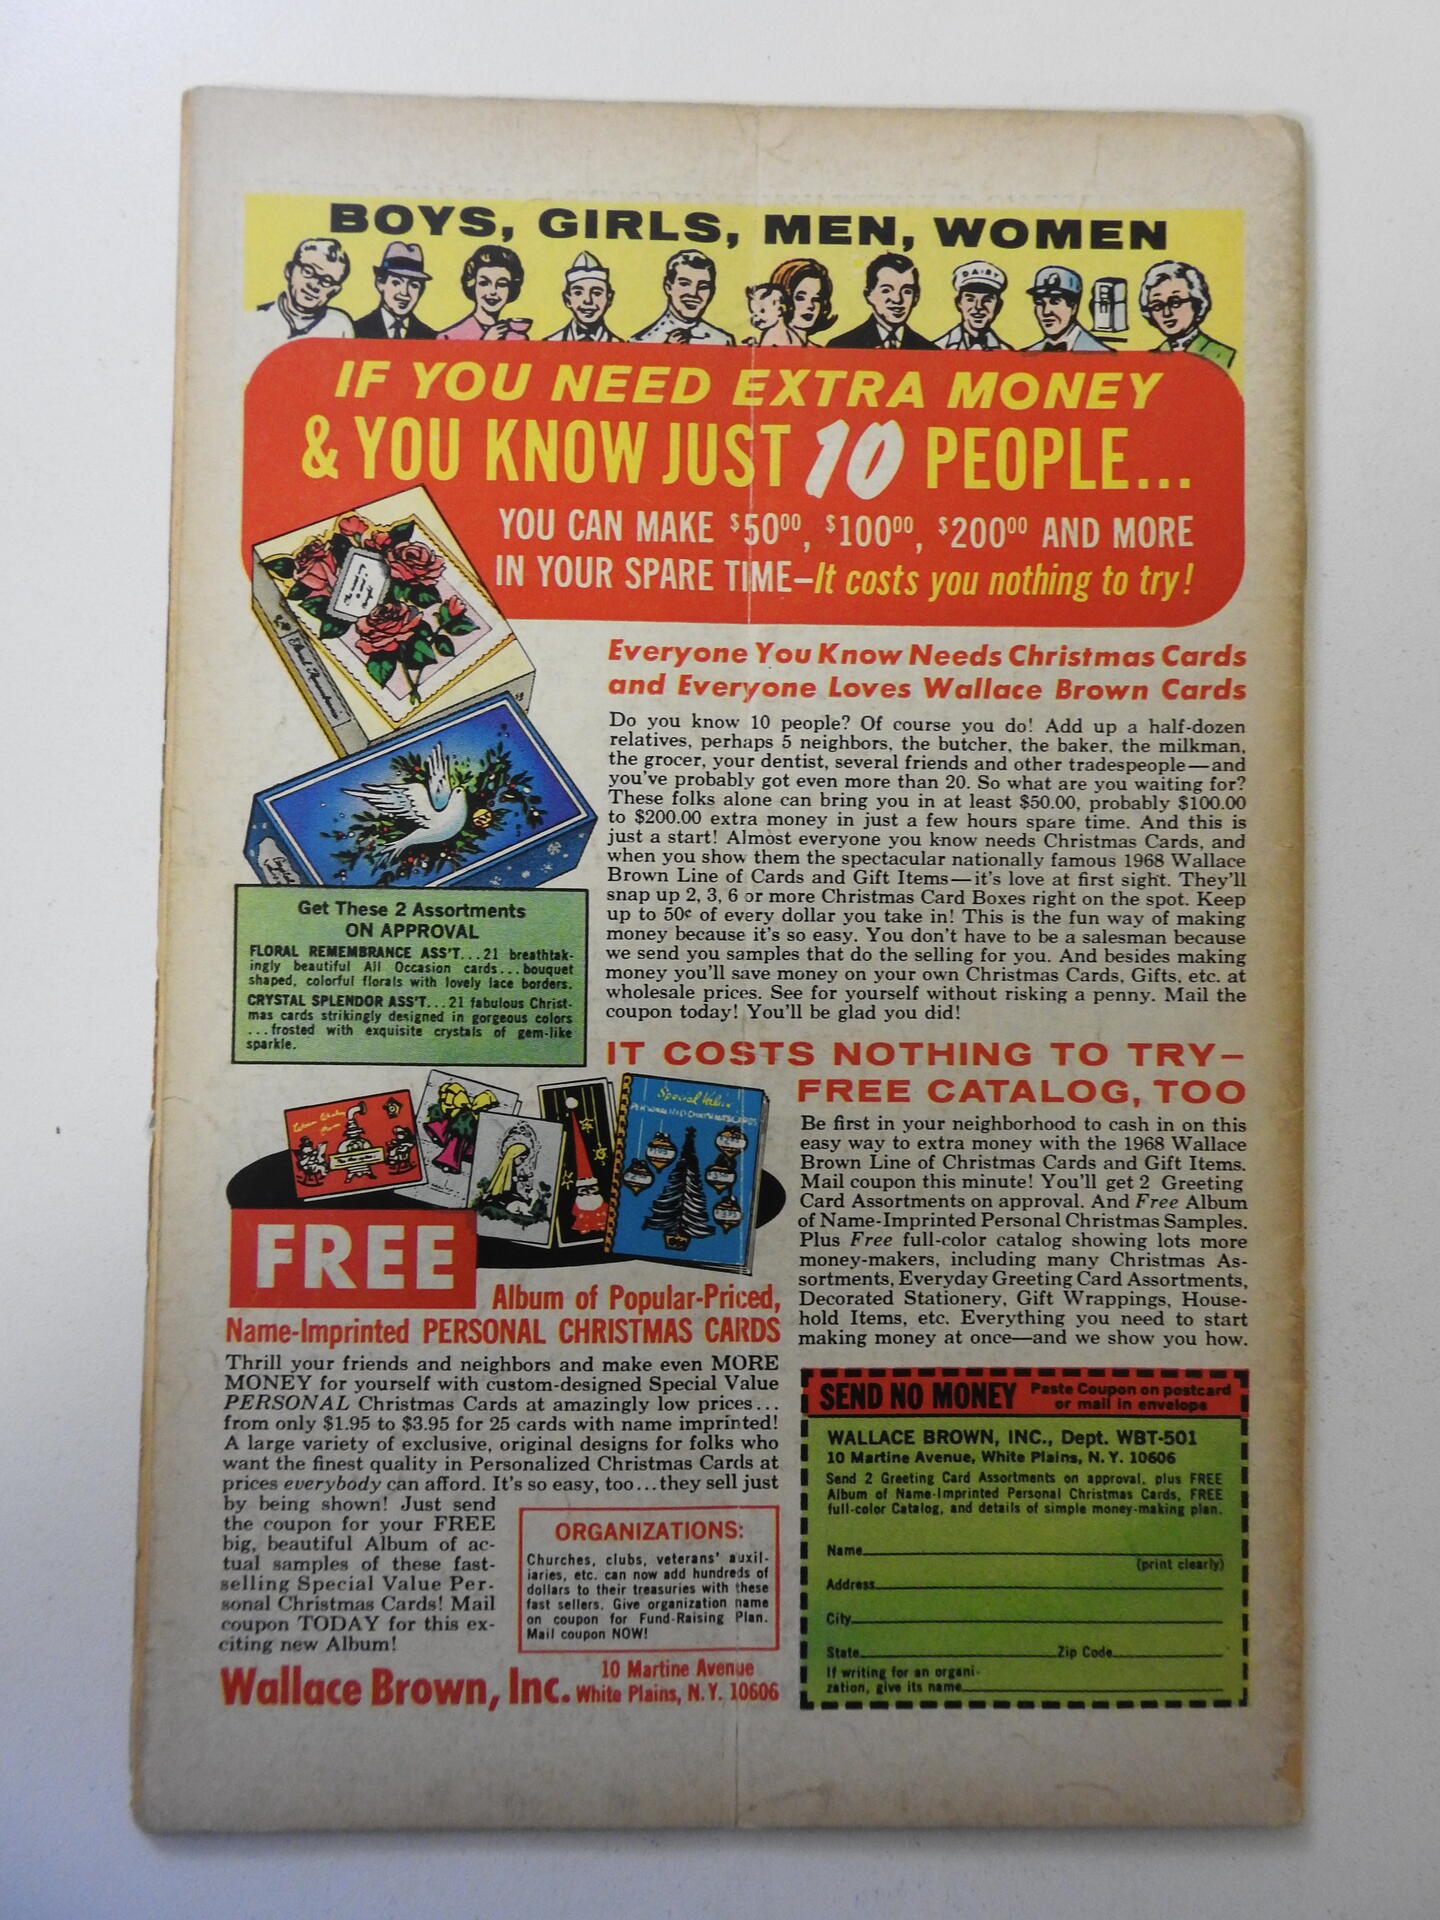 BOYS, GIRLS, MEN, WOMEN
DAIRY
IF YOU NEED EXTRA MONEY
& YOU KNOW JUST 10 PEOPLE...
YOU CAN MAKE $50⁰⁰, $100⁰⁰, $200⁰⁰ AND MORE
IN YOUR SPARE TIME—It costs you nothing to try!
Everyone You Know Needs Christmas Cards
and Everyone Loves Wallace Brown Cards
Do you know 10 people? Of course you do! Add up a half-dozen
relatives, perhaps 5 neighbors, the butcher, the baker, the milkman,
the grocer, your dentist, several friends and other tradespeople—and
you've probably got even more than 20. So what are you waiting for?
These folks alone can bring you in at least $50.00, probably $100.00
to $200.00 extra money in just a few hours spare time. And this is
just a start! Almost everyone you know needs Christmas Cards, and
when you show them the spectacular nationally famous 1968 Wallace
Brown Line of Cards and Gift Items—it's love at first sight. They'll
snap up 2, 3, 6 or more Christmas Card Boxes right on the spot. Keep
up to 50¢ of every dollar you take in! This is the fun way of making
money because it's so easy. You don't have to be a salesman because
we send you samples that do the selling for you. And besides making
money you'll save money on your own Christmas Cards, Gifts, etc. at
wholesale prices. See for yourself without risking a penny. Mail the
coupon today! You'll be glad you did!
Get These 2 Assortments
ON APPROVAL
FLORAL REMEMBRANCE ASS'T...21 breathtak-
ingly beautiful All Occasion cards...bouquet
shaped, colorful florals with lovely lace borders.
CRYSTAL SPLENDOR ASS'T...21 fabulous Christ-
mas cards strikingly designed in gorgeous colors
...frosted with exquisite crystals of gem-like
sparkle.
IT COSTS NOTHING TO TRY—
FREE CATALOG, TOO
Be first in your neighborhood to cash in on this
easy way to extra money with the 1968 Wallace
Brown Line of Christmas Cards and Gift Items.
Mail coupon this minute! You'll get 2 Greeting
Card Assortments on approval. And Free Album
of Name-Imprinted Personal Christmas Samples.
Plus Free full-color catalog showing lots more
money-makers, including many Christmas As-
sortments, Everyday Greeting Card Assortments,
Decorated Stationery, Gift Wrappings, House-
hold Items, etc. Everything you need to start
making money at once—and we show you how.
Special Value
PERSONALIZED CHRISTMAS CARDS
FREE
Album of Popular-Priced,
Name-Imprinted PERSONAL CHRISTMAS CARDS
Thrill your friends and neighbors and make even MORE
MONEY for yourself with custom-designed Special Value
PERSONAL Christmas Cards at amazingly low prices...
from only $1.95 to $3.95 for 25 cards with name imprinted!
A large variety of exclusive, original designs for folks who
want the finest quality in Personalized Christmas Cards at
prices everybody can afford. It's so easy, too...they sell just
by being shown! Just send
the coupon for your FREE
big, beautiful Album of ac-
tual samples of these fast-
selling Special Value Per-
sonal Christmas Cards! Mail
coupon TODAY for this ex-
citing new Album!
ORGANIZATIONS:
Churches, clubs, veterans' auxil-
iaries, etc. can now add hundreds of
dollars to their treasuries with these
fast sellers. Give organization name
on coupon for Fund-Raising Plan.
Mail coupon NOW!
Wallace Brown, Inc. 10 Martine Avenue
White Plains, N.Y. 10606
SEND NO MONEY Paste Coupon on postcard
or mail in envelope
WALLACE BROWN, INC., Dept. WBT-501
10 Martine Avenue, White Plains, N. Y. 10606
Send 2 Greeting Card Assortments on approval, plus FREE
Album of Name-Imprinted Personal Christmas Cards, FREE
full-color Catalog, and details of simple money-making plan.
Name
(print clearly)
Address
City
State Zip Code
If writing for an organi-
zation, give its name